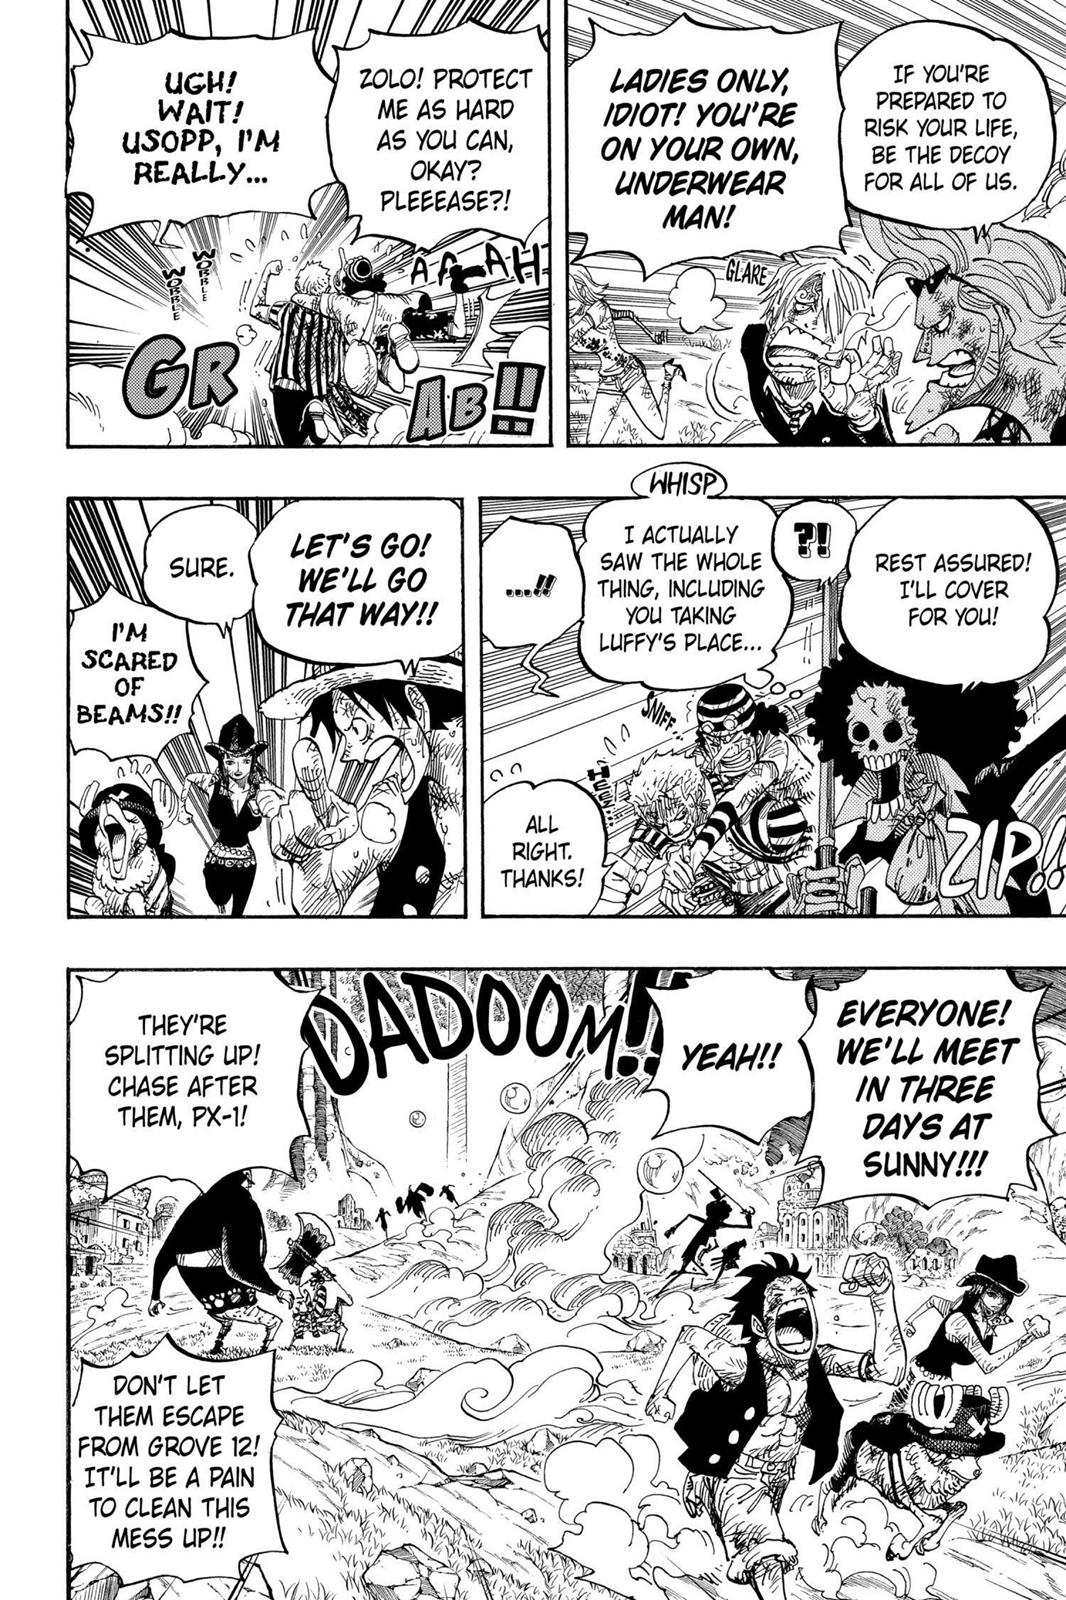 IF YOU'RE
PREPARED TO
RISK YOUR LIFE,
BE THE DECOY
FOR ALL OF US.
LADIES ONLY,
IDIOT! YOU'RE
ON YOUR OWN,
UNDERWEAR
MAN!
GLARE
ZOLO! PROTECT
ME AS HARD
AS YOU CAN,
OKAY?
PLEEEASE?!
UGH!
WAIT!
USOPP, I'M
REALLY...
WOBBLE
WOBBLE
AA-AH
GRAB!!
REST ASSURED!
I'LL COVER
FOR YOU!
?!
WHISP
I ACTUALLY
SAW THE WHOLE
THING, INCLUDING
YOU TAKING
LUFFY'S PLACE...
...!!
SNIFF
ALL
RIGHT.
THANKS!
ZIP!!
LET'S GO!
WE'LL GO
THAT WAY!!
SURE.
I'M
SCARED
OF
BEAMS!!
EVERYONE!
WE'LL MEET
IN THREE
DAYS AT
SUNNY!!!
YEAH!!
DADOOM!!
THEY'RE
SPLITTING UP!
CHASE AFTER
THEM, PX-1!
DON'T LET
THEM ESCAPE
FROM GROVE 12!
IT'LL BE A PAIN
TO CLEAN THIS
MESS UP!!